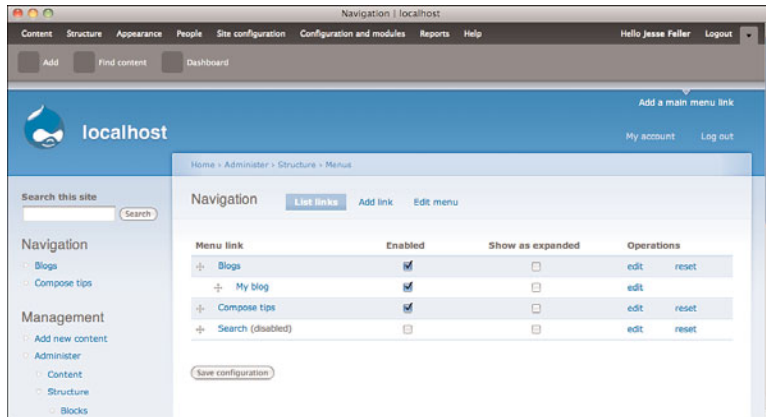 Navigation | localhost
Content Structure Appearance People Site configuration Configuration and modules Reports Help Hello Jesse Feller Logout
Add Find content Dashboard
Add a main menu link
localhost
My account Log out
Home › Administer › Structure › Menus
Search this site
Search
Navigation List links Add link Edit menu
Navigation
Blogs
Compose tips
Management
Add new content
Administer
Content
Structure
Blocks
Menu link Enabled Show as expanded Operations
Blogs edit reset
My blog edit
Compose tips edit reset
Search (disabled) edit reset
Save configuration